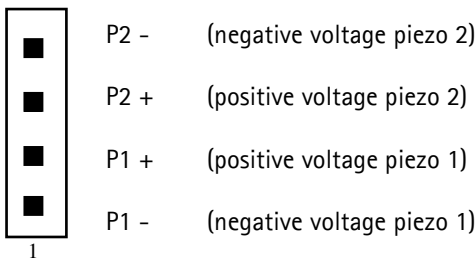 P2 - (negative voltage piezo 2)
P2 + (positive voltage piezo 2)
P1 + (positive voltage piezo 1)
P1 - (negative voltage piezo 1)
1